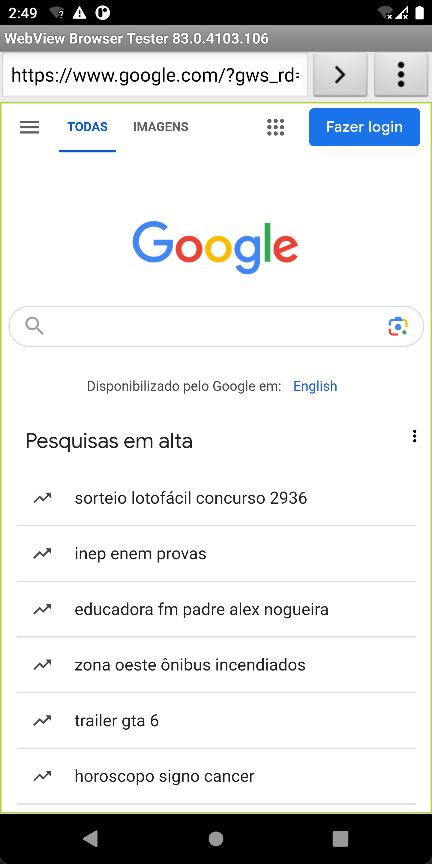 2:49
WebView Browser Tester 83.0.4103.106
https://www.google.com/?gws_rd=
TODAS IMAGENS Fazer login
Google
Disponibilizado pelo Google em: English
Pesquisas em alta
sorteio lotofácil concurso 2936
inep enem provas
educadora fm padre alex nogueira
zona oeste ônibus incendiados
trailer gta 6
horoscopo signo cancer